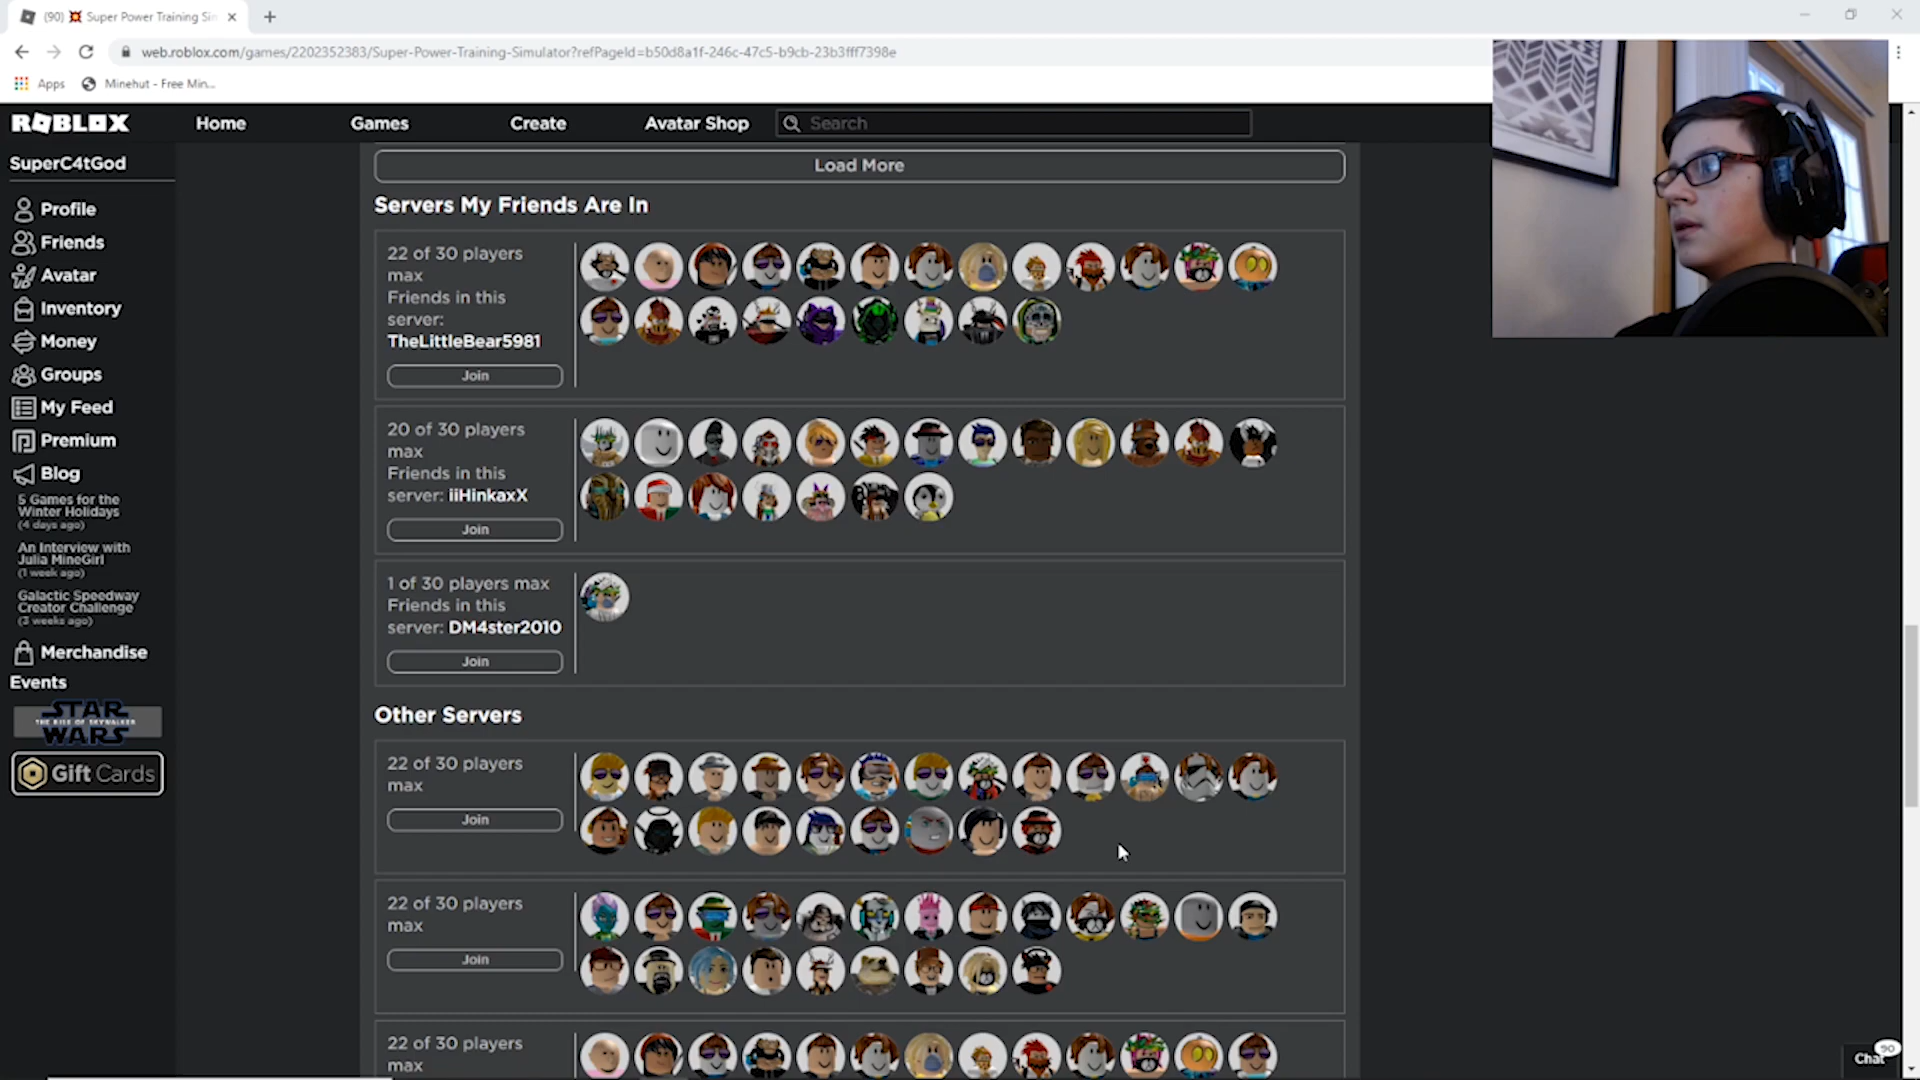 (90) 💥 Super Power Training Sim
web.roblox.com/games/2202352383/Super-Power-Training-Simulator?refPageId=b50d8a1f-246c-47c5-b9cb-23b3fff7398e
Apps
Minehut - Free Min...
ROBLOX
Home
Games
Create
Avatar Shop
Search
SuperC4tGod
Profile
Friends
Avatar
Inventory
Money
Groups
My Feed
Premium
Blog
5 Games for the
Winter Holidays
(4 days ago)
An Interview with
Julia MineGirl
(1 week ago)
Galactic Speedway
Creator Challenge
(3 weeks ago)
Merchandise
Events
STAR
THE RISE OF SKYWALKER
WARS
Gift Cards
Load More
Servers My Friends Are In
22 of 30 players
max
Friends in this
server:
TheLittleBear5981
Join
20 of 30 players
max
Friends in this
server: iiHinkaxX
Join
1 of 30 players max
Friends in this
server: DM4ster2010
Join
Other Servers
22 of 30 players
max
Join
22 of 30 players
max
Join
22 of 30 players
max
Chat
90